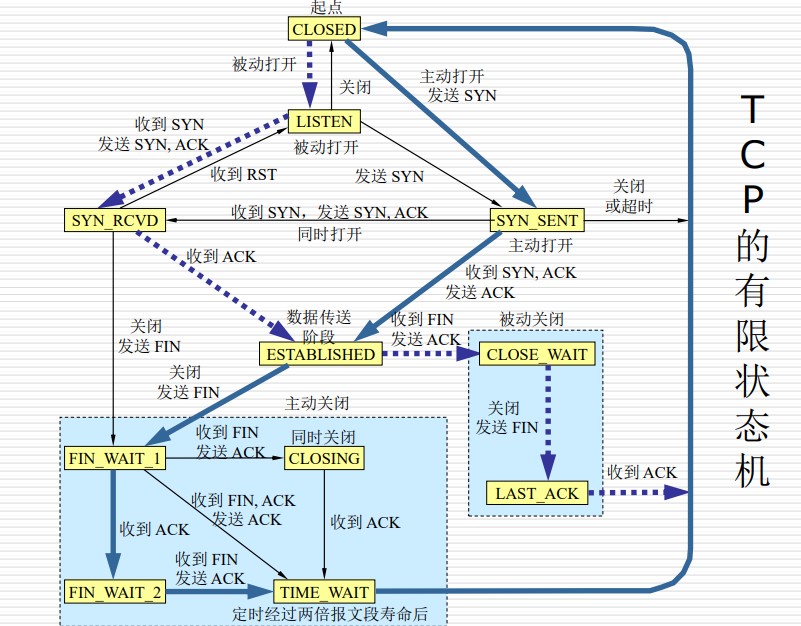 起点
CLOSED
被动打开
关闭
主动打开
发送 SYN
LISTEN
被动打开
收到 SYN
发送 SYN, ACK
收到 RST
发送 SYN
SYN_RCVD
收到 SYN，发送 SYN, ACK
同时打开
SYN_SENT
主动打开
关闭
或超时
收到 ACK
收到 SYN, ACK
发送 ACK
数据传送
阶段
ESTABLISHED
收到 FIN
发送 ACK
被动关闭
CLOSE_WAIT
关闭
发送 FIN
关闭
发送 FIN
关闭
发送 FIN
LAST_ACK
收到 ACK
主动关闭
FIN_WAIT_1
收到 FIN
发送 ACK
同时关闭
CLOSING
收到 ACK
收到 FIN, ACK
发送 ACK
收到 ACK
FIN_WAIT_2
收到 FIN
发送 ACK
TIME_WAIT
定时经过两倍报文段寿命后
TCP的有限状态机